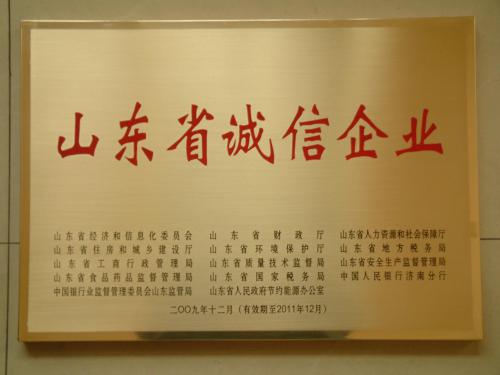 山东省诚信企业
山东省经济和信息化委员会 山东省财政厅 山东省人力资源和社会保障厅
山东省住房和城乡建设厅 山东省环境保护厅 山东省地方税务局
山东省工商行政管理局 山东省质量技术监督局 山东省安全生产监督管理局
山东省食品药品监督管理局 山东省国家税务局 中国人民银行济南分行
中国银行业监督管理委员会山东监管局 山东省人民政府节约能源办公室
二〇〇九年十二月（有效期至2011年12月）